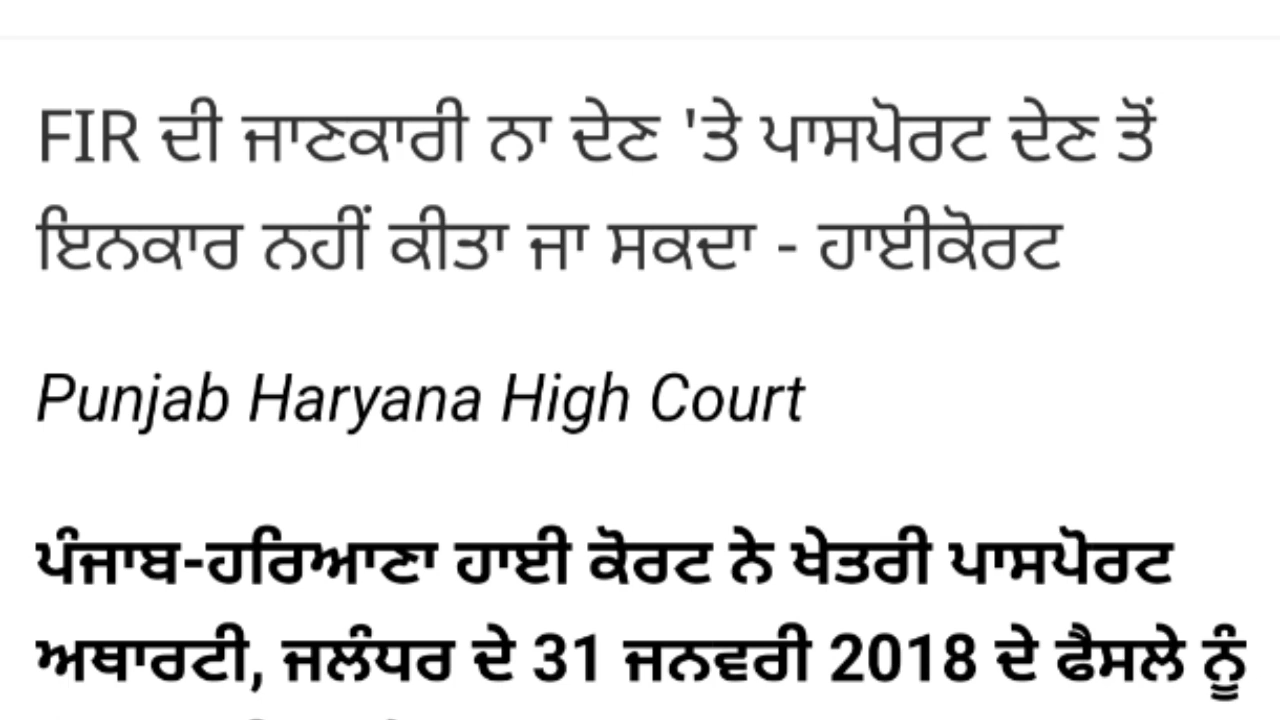 FIR ਦੀ ਜਾਣਕਾਰੀ ਨਾ ਦੇਣ 'ਤੇ ਪਾਸਪੋਰਟ ਦੇਣ ਤੋਂ
ਇਨਕਾਰ ਨਹੀਂ ਕੀਤਾ ਜਾ ਸਕਦਾ - ਹਾਈਕੋਰਟ
Punjab Haryana High Court
ਪੰਜਾਬ-ਹਰਿਆਣਾ ਹਾਈ ਕੋਰਟ ਨੇ ਖੇਤਰੀ ਪਾਸਪੋਰਟ
ਅਥਾਰਟੀ, ਜਲੰਧਰ ਦੇ 31 ਜਨਵਰੀ 2018 ਦੇ ਫੈਸਲੇ ਨੂੰ